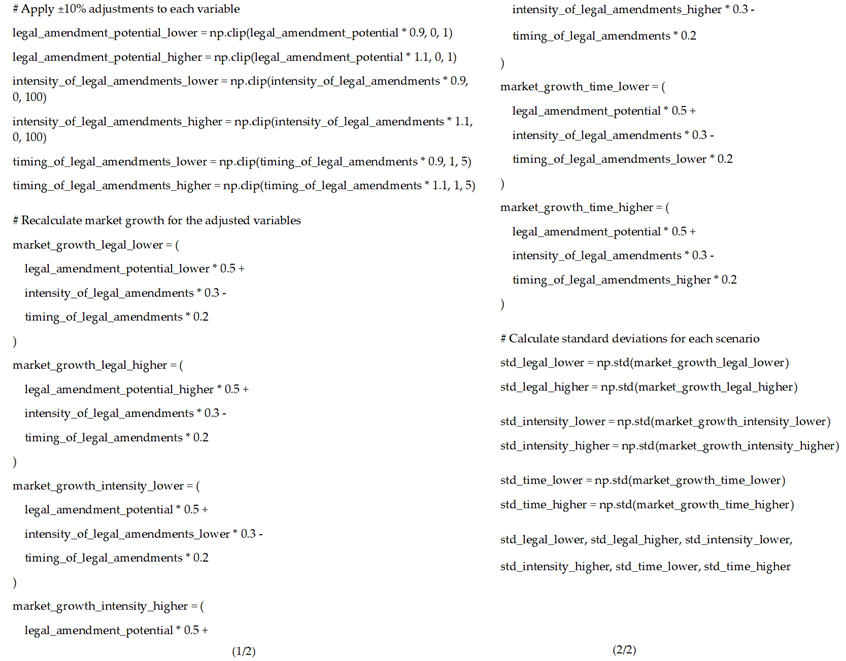 # Apply ±10% adjustments to each variable
legal_amendment_potential_lower = np.clip(legal_amendment_potential * 0.9, 0, 1)
legal_amendment_potential_higher = np.clip(legal_amendment_potential * 1.1, 0, 1)
intensity_of_legal_amendments_lower = np.clip(intensity_of_legal_amendments * 0.9,
0, 100)
intensity_of_legal_amendments_higher = np.clip(intensity_of_legal_amendments * 1.1,
0, 100)
timing_of_legal_amendments_lower = np.clip(timing_of_legal_amendments * 0.9, 1, 5)
timing_of_legal_amendments_higher = np.clip(timing_of_legal_amendments * 1.1, 1, 5)
# Recalculate market growth for the adjusted variables
market_growth_legal_lower = (
legal_amendment_potential_lower * 0.5 +
intensity_of_legal_amendments * 0.3 -
timing_of_legal_amendments * 0.2
)
market_growth_legal_higher = (
legal_amendment_potential_higher * 0.5 +
intensity_of_legal_amendments * 0.3 -
timing_of_legal_amendments * 0.2
)
market_growth_intensity_lower = (
legal_amendment_potential * 0.5 +
intensity_of_legal_amendments_lower * 0.3 -
timing_of_legal_amendments * 0.2
)
market_growth_intensity_higher = (
legal_amendment_potential * 0.5 +
(1/2)
intensity_of_legal_amendments_higher * 0.3 -
timing_of_legal_amendments * 0.2
)
market_growth_time_lower = (
legal_amendment_potential * 0.5 +
intensity_of_legal_amendments * 0.3 -
timing_of_legal_amendments_lower * 0.2
)
market_growth_time_higher = (
legal_amendment_potential * 0.5 +
intensity_of_legal_amendments * 0.3 -
timing_of_legal_amendments_higher * 0.2
)
# Calculate standard deviations for each scenario
std_legal_lower = np.std(market_growth_legal_lower)
std_legal_higher = np.std(market_growth_legal_higher)
std_intensity_lower = np.std(market_growth_intensity_lower)
std_intensity_higher = np.std(market_growth_intensity_higher)
std_time_lower = np.std(market_growth_time_lower)
std_time_higher = np.std(market_growth_time_higher)
std_legal_lower, std_legal_higher, std_intensity_lower,
std_intensity_higher, std_time_lower, std_time_higher
(2/2)